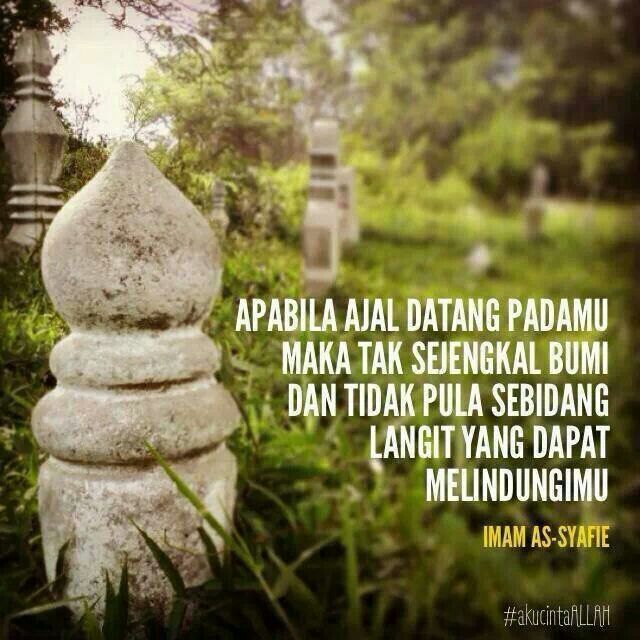 APABILA AJAL DATANG PADAMU
MAKA TAK SEJENGKAL BUMI
DAN TIDAK PULA SEBIDANG
LANGIT YANG DAPAT
MELINDUNGIMU
IMAM AS-SYAFIE
#akucintaALLAH